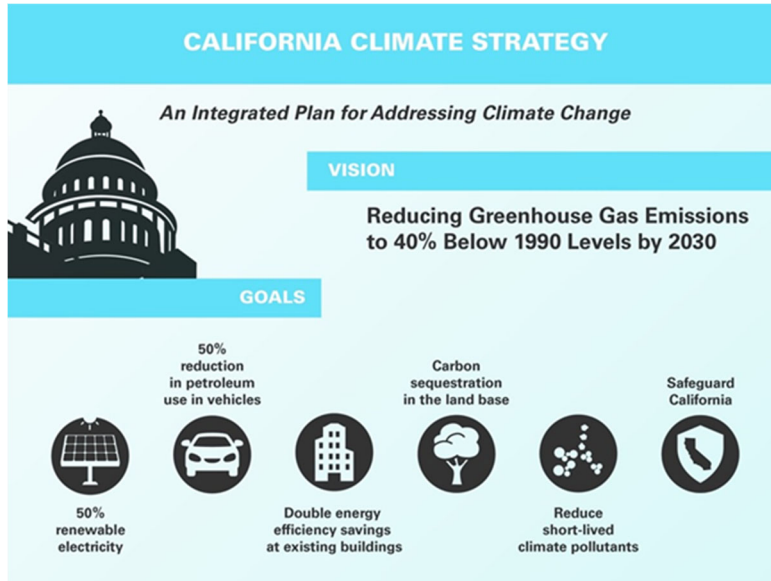 CALIFORNIA CLIMATE STRATEGY
An Integrated Plan for Addressing Climate Change
VISION
Reducing Greenhouse Gas Emissions
to 40% Below 1990 Levels by 2030
GOALS
50%
renewable
electricity
50%
reduction
in petroleum
use in vehicles
Double energy
efficiency savings
at existing buildings
Carbon
sequestration
in the land base
Reduce
short-lived
climate pollutants
Safeguard
California